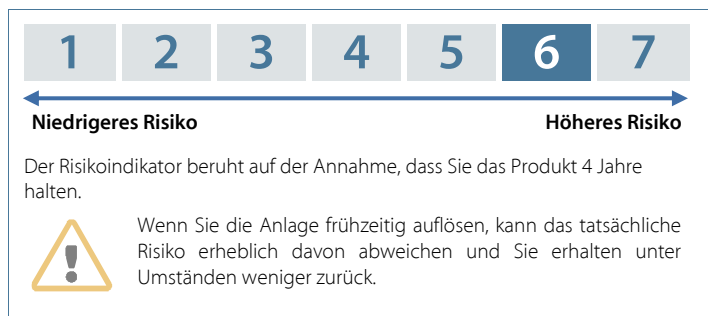 1 2 3 4 5 6 7
Niedrigeres Risiko Höheres Risiko
Der Risikoindikator beruht auf der Annahme, dass Sie das Produkt 4 Jahre
halten.
Wenn Sie die Anlage frühzeitig auflösen, kann das tatsächliche
Risiko erheblich davon abweichen und Sie erhalten unter
Umständen weniger zurück.